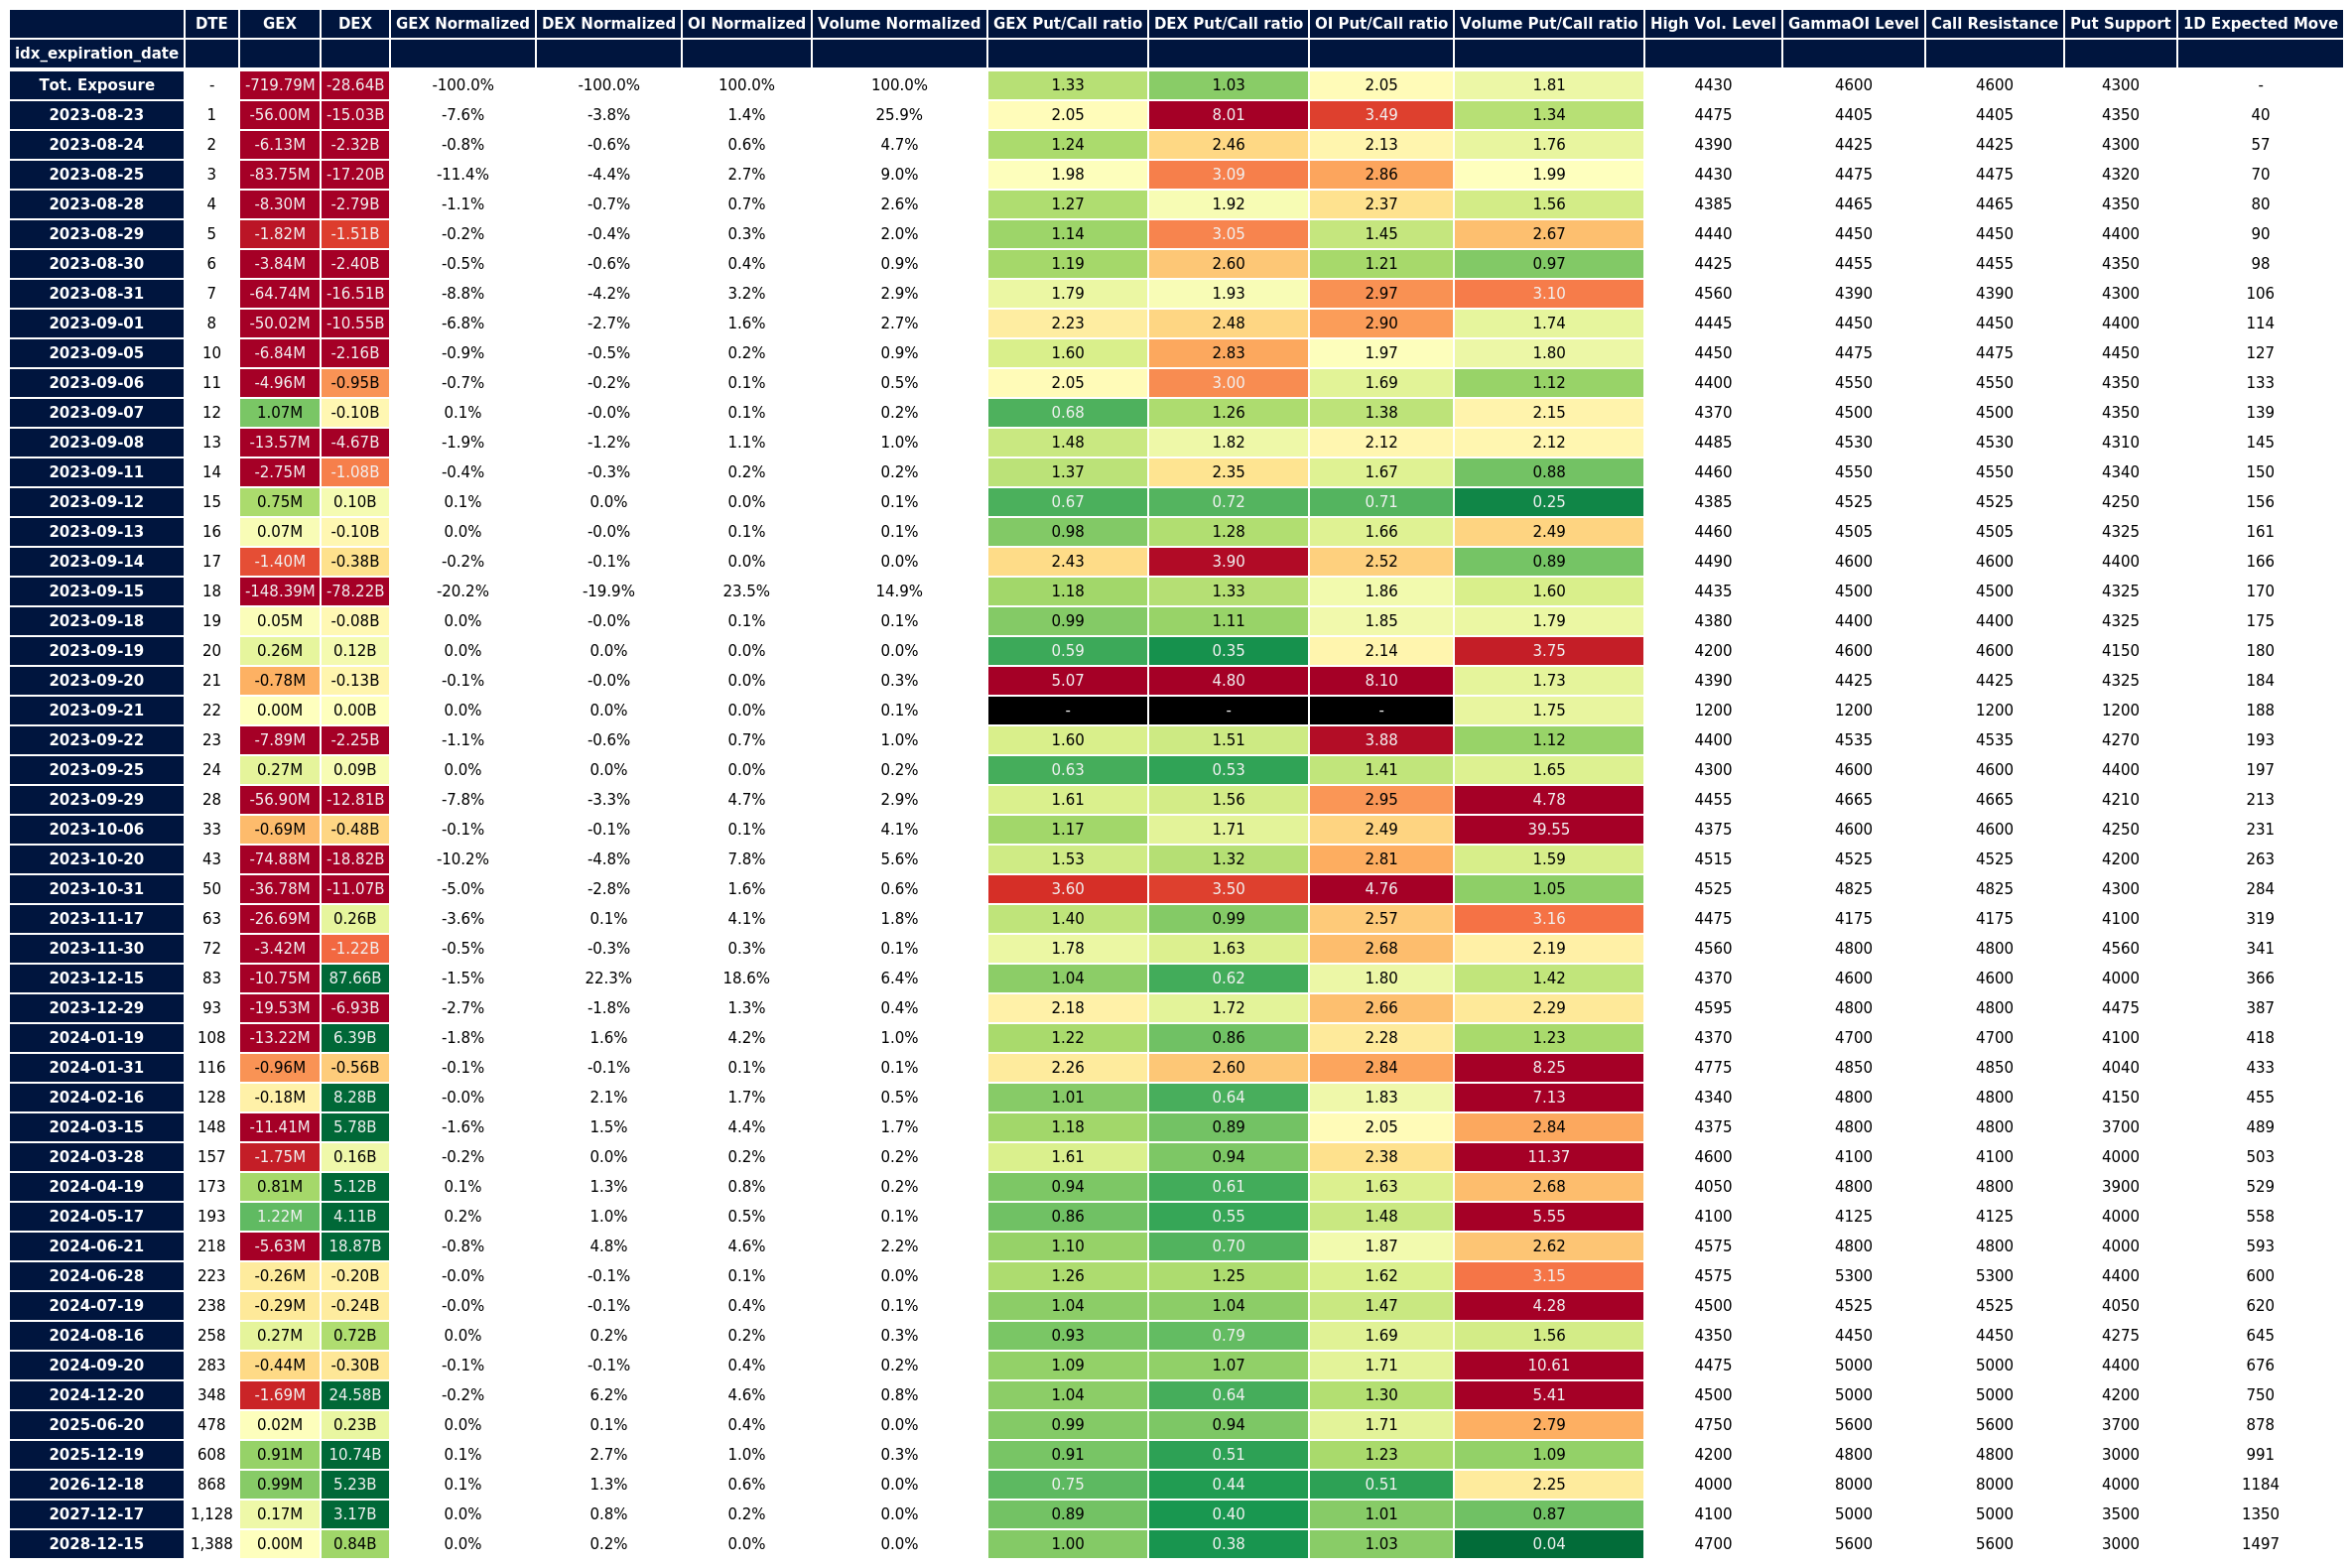 DTE GEX DEX GEX Normalized DEX Normalized OI Normalized Volume Normalized GEX Put/Call ratio DEX Put/Call ratio OI Put/Call ratio Volume Put/Call ratio High Vol. Level GammaOI Level Call Resistance Put Support 1D Expected Move
idx_expiration_date
Tot. Exposure - -719.79M -28.64B -100.0% -100.0% 100.0% 100.0% 1.33 1.03 2.05 1.81 4430 4600 4600 4300 -
2023-08-23 1 -56.00M -15.03B -7.6% -3.8% 1.4% 25.9% 2.05 8.01 3.49 1.34 4475 4405 4405 4350 40
2023-08-24 2 -6.13M -2.32B -0.8% -0.6% 0.6% 4.7% 1.24 2.46 2.13 1.76 4390 4425 4425 4300 57
2023-08-25 3 -83.75M -17.20B -11.4% -4.4% 2.7% 9.0% 1.98 3.09 2.86 1.99 4430 4475 4475 4320 70
2023-08-28 4 -8.30M -2.79B -1.1% -0.7% 0.7% 2.6% 1.27 1.92 2.37 1.56 4385 4465 4465 4350 80
2023-08-29 5 -1.82M -1.51B -0.2% -0.4% 0.3% 2.0% 1.14 3.05 1.45 2.67 4440 4450 4450 4400 90
2023-08-30 6 -3.84M -2.40B -0.5% -0.6% 0.4% 0.9% 1.19 2.60 1.21 0.97 4425 4455 4455 4350 98
2023-08-31 7 -64.74M -16.51B -8.8% -4.2% 3.2% 2.9% 1.79 1.93 2.97 3.10 4560 4390 4390 4300 106
2023-09-01 8 -50.02M -10.55B -6.8% -2.7% 1.6% 2.7% 2.23 2.48 2.90 1.74 4445 4450 4450 4400 114
2023-09-05 10 -6.84M -2.16B -0.9% -0.5% 0.2% 0.9% 1.60 2.83 1.97 1.80 4450 4475 4475 4450 127
2023-09-06 11 -4.96M -0.95B -0.7% -0.2% 0.1% 0.5% 2.05 3.00 1.69 1.12 4400 4550 4550 4350 133
2023-09-07 12 1.07M -0.10B 0.1% -0.0% 0.1% 0.2% 0.68 1.26 1.38 2.15 4370 4500 4500 4350 139
2023-09-08 13 -13.57M -4.67B -1.9% -1.2% 1.1% 1.0% 1.48 1.82 2.12 2.12 4485 4530 4530 4310 145
2023-09-11 14 -2.75M -1.08B -0.4% -0.3% 0.2% 0.2% 1.37 2.35 1.67 0.88 4460 4550 4550 4340 150
2023-09-12 15 0.75M 0.10B 0.1% 0.0% 0.0% 0.1% 0.67 0.72 0.71 0.25 4385 4525 4525 4250 156
2023-09-13 16 0.07M -0.10B 0.0% -0.0% 0.1% 0.1% 0.98 1.28 1.66 2.49 4460 4505 4505 4325 161
2023-09-14 17 -1.40M -0.38B -0.2% -0.1% 0.0% 0.0% 2.43 3.90 2.52 0.89 4490 4600 4600 4400 166
2023-09-15 18 -148.39M -78.22B -20.2% -19.9% 23.5% 14.9% 1.18 1.33 1.86 1.60 4435 4500 4500 4325 170
2023-09-18 19 0.05M -0.08B 0.0% -0.0% 0.1% 0.1% 0.99 1.11 1.85 1.79 4380 4400 4400 4325 175
2023-09-19 20 0.26M 0.12B 0.0% 0.0% 0.0% 0.0% 0.59 0.35 2.14 3.75 4200 4600 4600 4150 180
2023-09-20 21 -0.78M -0.13B -0.1% -0.0% 0.0% 0.3% 5.07 4.80 8.10 1.73 4390 4425 4425 4325 184
2023-09-21 22 0.00M 0.00B 0.0% 0.0% 0.0% 0.1% - - - 1.75 1200 1200 1200 1200 188
2023-09-22 23 -7.89M -2.25B -1.1% -0.6% 0.7% 1.0% 1.60 1.51 3.88 1.12 4400 4535 4535 4270 193
2023-09-25 24 0.27M 0.09B 0.0% 0.0% 0.0% 0.2% 0.63 0.53 1.41 1.65 4300 4600 4600 4400 197
2023-09-29 28 -56.90M -12.81B -7.8% -3.3% 4.7% 2.9% 1.61 1.56 2.95 4.78 4455 4665 4665 4210 213
2023-10-06 33 -0.69M -0.48B -0.1% -0.1% 0.1% 4.1% 1.17 1.71 2.49 39.55 4375 4600 4600 4250 231
2023-10-20 43 -74.88M -18.82B -10.2% -4.8% 7.8% 5.6% 1.53 1.32 2.81 1.59 4515 4525 4525 4200 263
2023-10-31 50 -36.78M -11.07B -5.0% -2.8% 1.6% 0.6% 3.60 3.50 4.76 1.05 4525 4825 4825 4300 284
2023-11-17 63 -26.69M 0.26B -3.6% 0.1% 4.1% 1.8% 1.40 0.99 2.57 3.16 4475 4175 4175 4100 319
2023-11-30 72 -3.42M -1.22B -0.5% -0.3% 0.3% 0.1% 1.78 1.63 2.68 2.19 4560 4800 4800 4560 341
2023-12-15 83 -10.75M 87.66B -1.5% 22.3% 18.6% 6.4% 1.04 0.62 1.80 1.42 4370 4600 4600 4000 366
2023-12-29 93 -19.53M -6.93B -2.7% -1.8% 1.3% 0.4% 2.18 1.72 2.66 2.29 4595 4800 4800 4475 387
2024-01-19 108 -13.22M 6.39B -1.8% 1.6% 4.2% 1.0% 1.22 0.86 2.28 1.23 4370 4700 4700 4100 418
2024-01-31 116 -0.96M -0.56B -0.1% -0.1% 0.1% 0.1% 2.26 2.60 2.84 8.25 4775 4850 4850 4040 433
2024-02-16 128 -0.18M 8.28B -0.0% 2.1% 1.7% 0.5% 1.01 0.64 1.83 7.13 4340 4800 4800 4150 455
2024-03-15 148 -11.41M 5.78B -1.6% 1.5% 4.4% 1.7% 1.18 0.89 2.05 2.84 4375 4800 4800 3700 489
2024-03-28 157 -1.75M 0.16B -0.2% 0.0% 0.2% 0.2% 1.61 0.94 2.38 11.37 4600 4100 4100 4000 503
2024-04-19 173 0.81M 5.12B 0.1% 1.3% 0.8% 0.2% 0.94 0.61 1.63 2.68 4050 4800 4800 3900 529
2024-05-17 193 1.22M 4.11B 0.2% 1.0% 0.5% 0.1% 0.86 0.55 1.48 5.55 4100 4125 4125 4000 558
2024-06-21 218 -5.63M 18.87B -0.8% 4.8% 4.6% 2.2% 1.10 0.70 1.87 2.62 4575 4800 4800 4000 593
2024-06-28 223 -0.26M -0.20B -0.0% -0.1% 0.1% 0.0% 1.26 1.25 1.62 3.15 4575 5300 5300 4400 600
2024-07-19 238 -0.29M -0.24B -0.0% -0.1% 0.4% 0.1% 1.04 1.04 1.47 4.28 4500 4525 4525 4050 620
2024-08-16 258 0.27M 0.72B 0.0% 0.2% 0.2% 0.3% 0.93 0.79 1.69 1.56 4350 4450 4450 4275 645
2024-09-20 283 -0.44M -0.30B -0.1% -0.1% 0.4% 0.2% 1.09 1.07 1.71 10.61 4475 5000 5000 4400 676
2024-12-20 348 -1.69M 24.58B -0.2% 6.2% 4.6% 0.8% 1.04 0.64 1.30 5.41 4500 5000 5000 4200 750
2025-06-20 478 0.02M 0.23B 0.0% 0.1% 0.4% 0.0% 0.99 0.94 1.71 2.79 4750 5600 5600 3700 878
2025-12-19 608 0.91M 10.74B 0.1% 2.7% 1.0% 0.3% 0.91 0.51 1.23 1.09 4200 4800 4800 3000 991
2026-12-18 868 0.99M 5.23B 0.1% 1.3% 0.6% 0.0% 0.75 0.44 0.51 2.25 4000 8000 8000 4000 1184
2027-12-17 1,128 0.17M 3.17B 0.0% 0.8% 0.2% 0.0% 0.89 0.40 1.01 0.87 4100 5000 5000 3500 1350
2028-12-15 1,388 0.00M 0.84B 0.0% 0.2% 0.0% 0.0% 1.00 0.38 1.03 0.04 4700 5600 5600 3000 1497